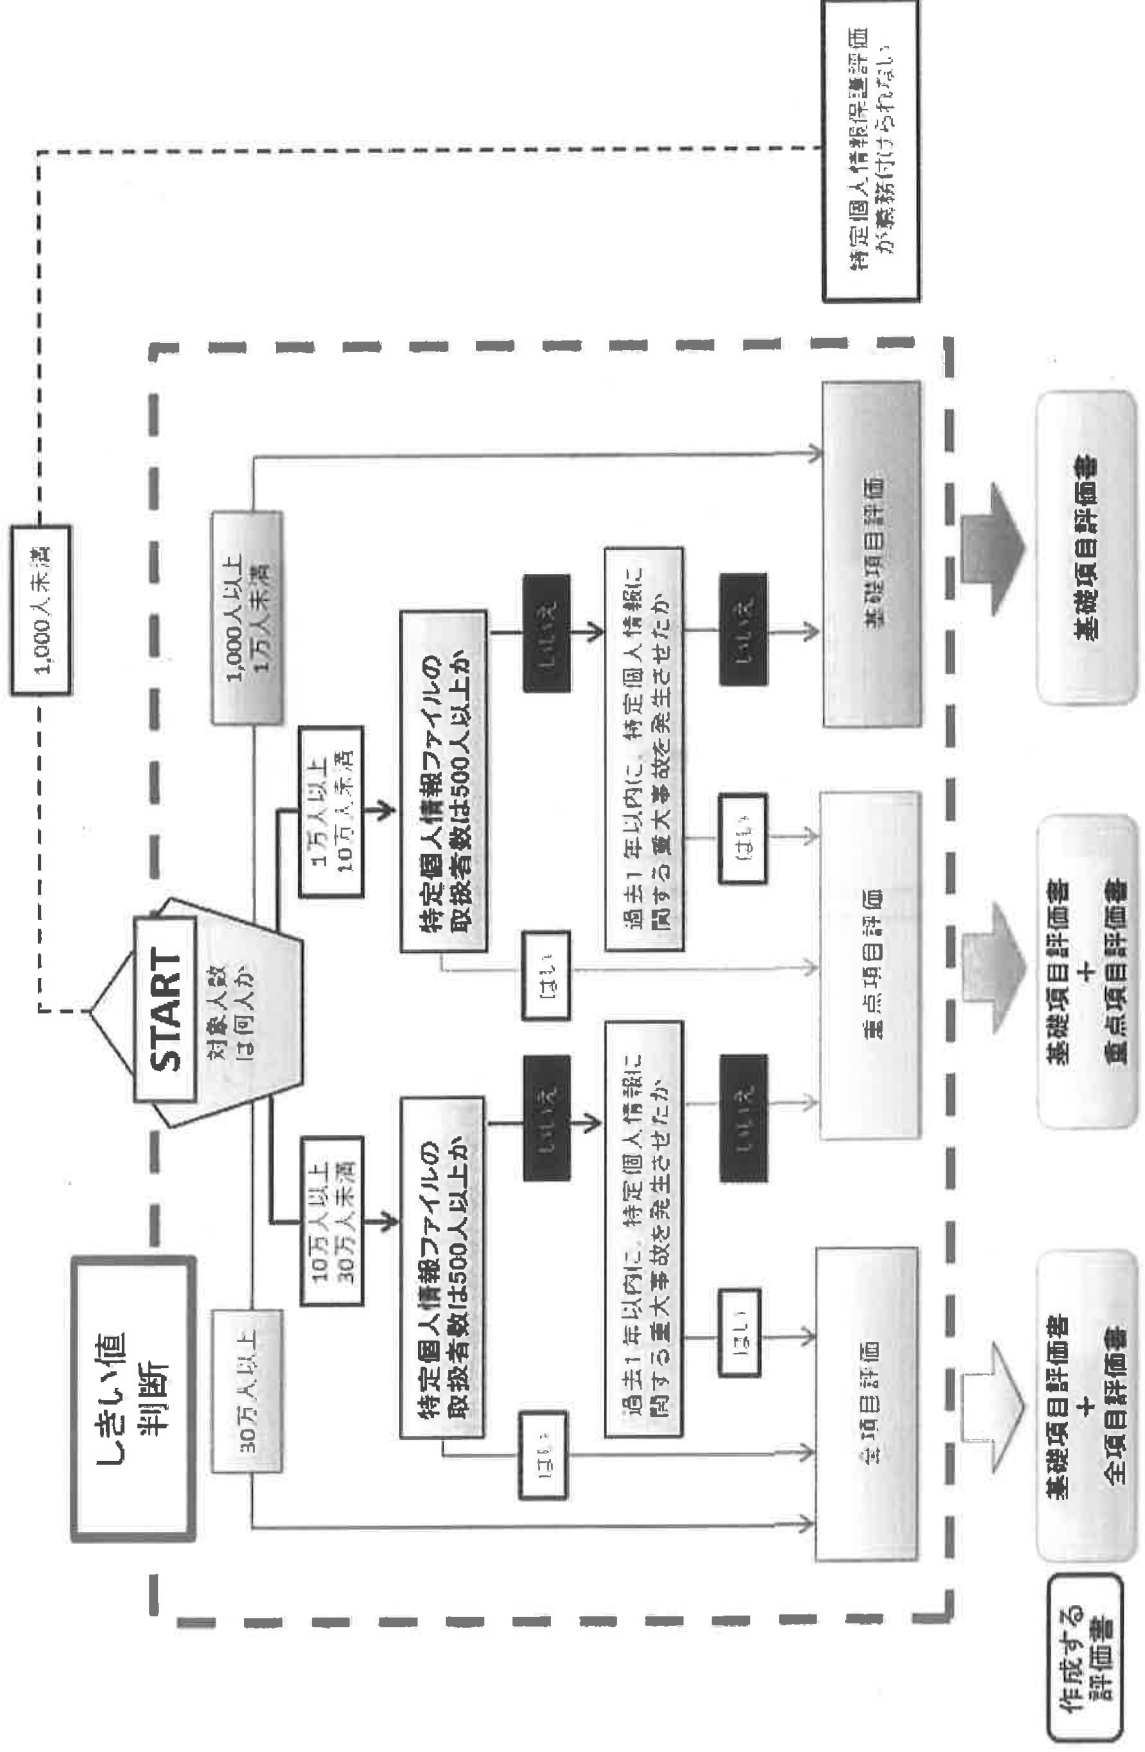 しきい値
判断
START
対象人数
は何人か
1,000人未満
30万人以上
10万人以上
30万人未満
1万人以上
10万人未満
1,000人以上
1万人未満
特定個人情報ファイルの
取扱者数は500人以上か
特定個人情報ファイルの
取扱者数は500人以上か
はい
いいえ
はい
いいえ
過去1年以内に、特定個人情報に
関する重大事故を発生させたか
過去1年以内に、特定個人情報に
関する重大事故を発生させたか
はい
いいえ
はい
いいえ
全項目評価
重点項目評価
基礎項目評価
特定個人情報保護評価
が義務付けられない
作成する
評価書
基礎項目評価書
+
全項目評価書
基礎項目評価書
+
重点項目評価書
基礎項目評価書